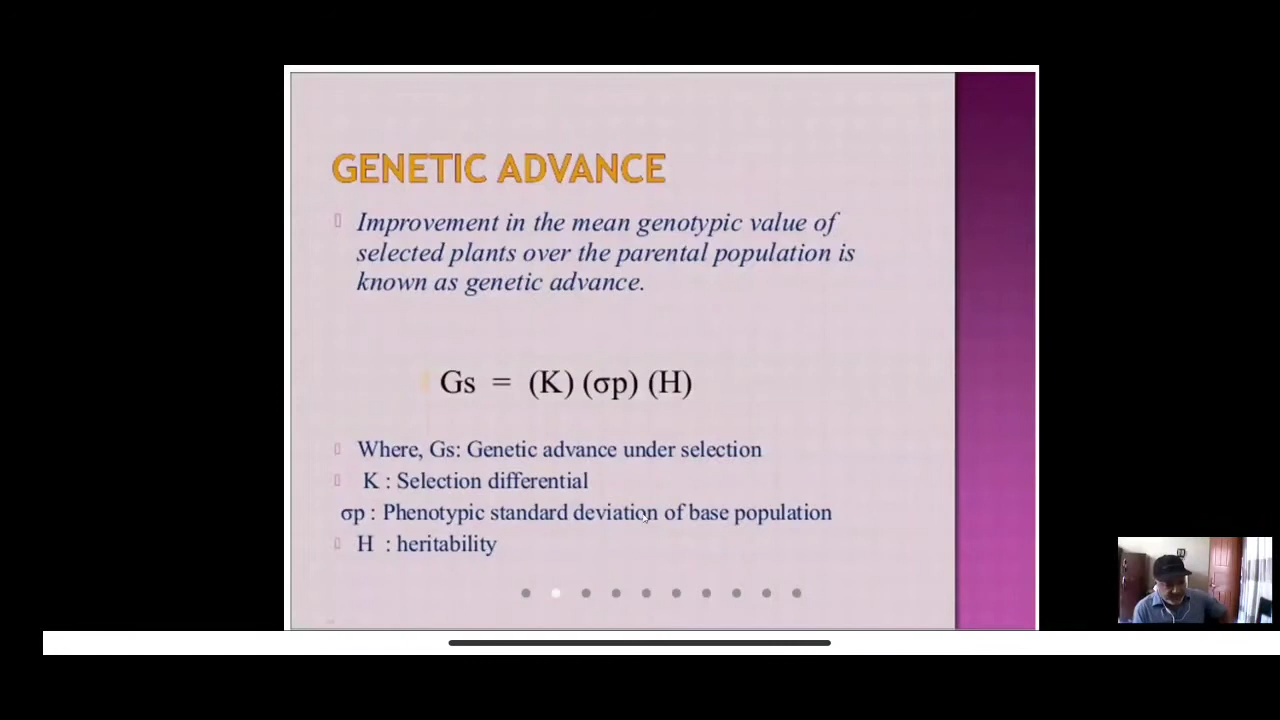 GENETIC ADVANCE
Improvement in the mean genotypic value of
selected plants over the parental population is
known as genetic advance.
Gs = (K) (σp) (H)
Where, Gs: Genetic advance under selection
K : Selection differential
σp : Phenotypic standard deviation of base population
H : heritability